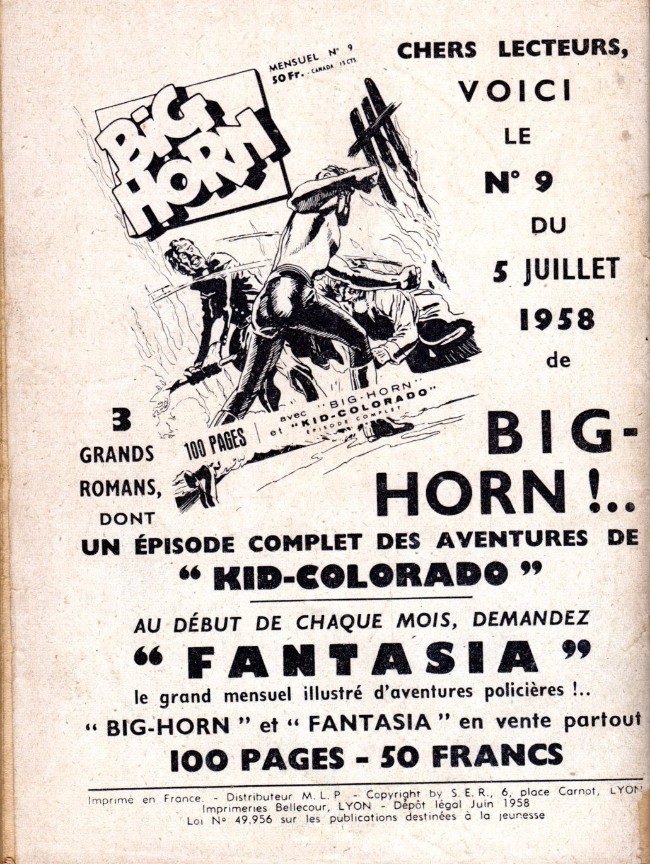 MENSUEL N° 9
50 Fr. . CANADA 15 CTS
BIG
HORN
CHERS LECTEURS,
VOICI
LE
N° 9
DU
5 JUILLET
1958
de
BIG-
HORN !..
100 PAGES
avec "BIG-HORN"
et "KID-COLORADO"
ÉPISODE COMPLET
3
GRANDS
ROMANS,
DONT
UN ÉPISODE COMPLET DES AVENTURES DE
" KID-COLORADO "
AU DÉBUT DE CHAQUE MOIS, DEMANDEZ
" FANTASIA "
le grand mensuel illustré d'aventures policières !..
" BIG-HORN " et " FANTASIA " en vente partout
100 PAGES - 50 FRANCS
Imprimé en France. - Distributeur M. L. P - Copyright by S. E. R., 6, place Carnot, LYON
Imprimeries Bellecour, LYON - Dépôt légal Juin 1958
Loi N° 49.956 sur les publications destinées à la jeunesse